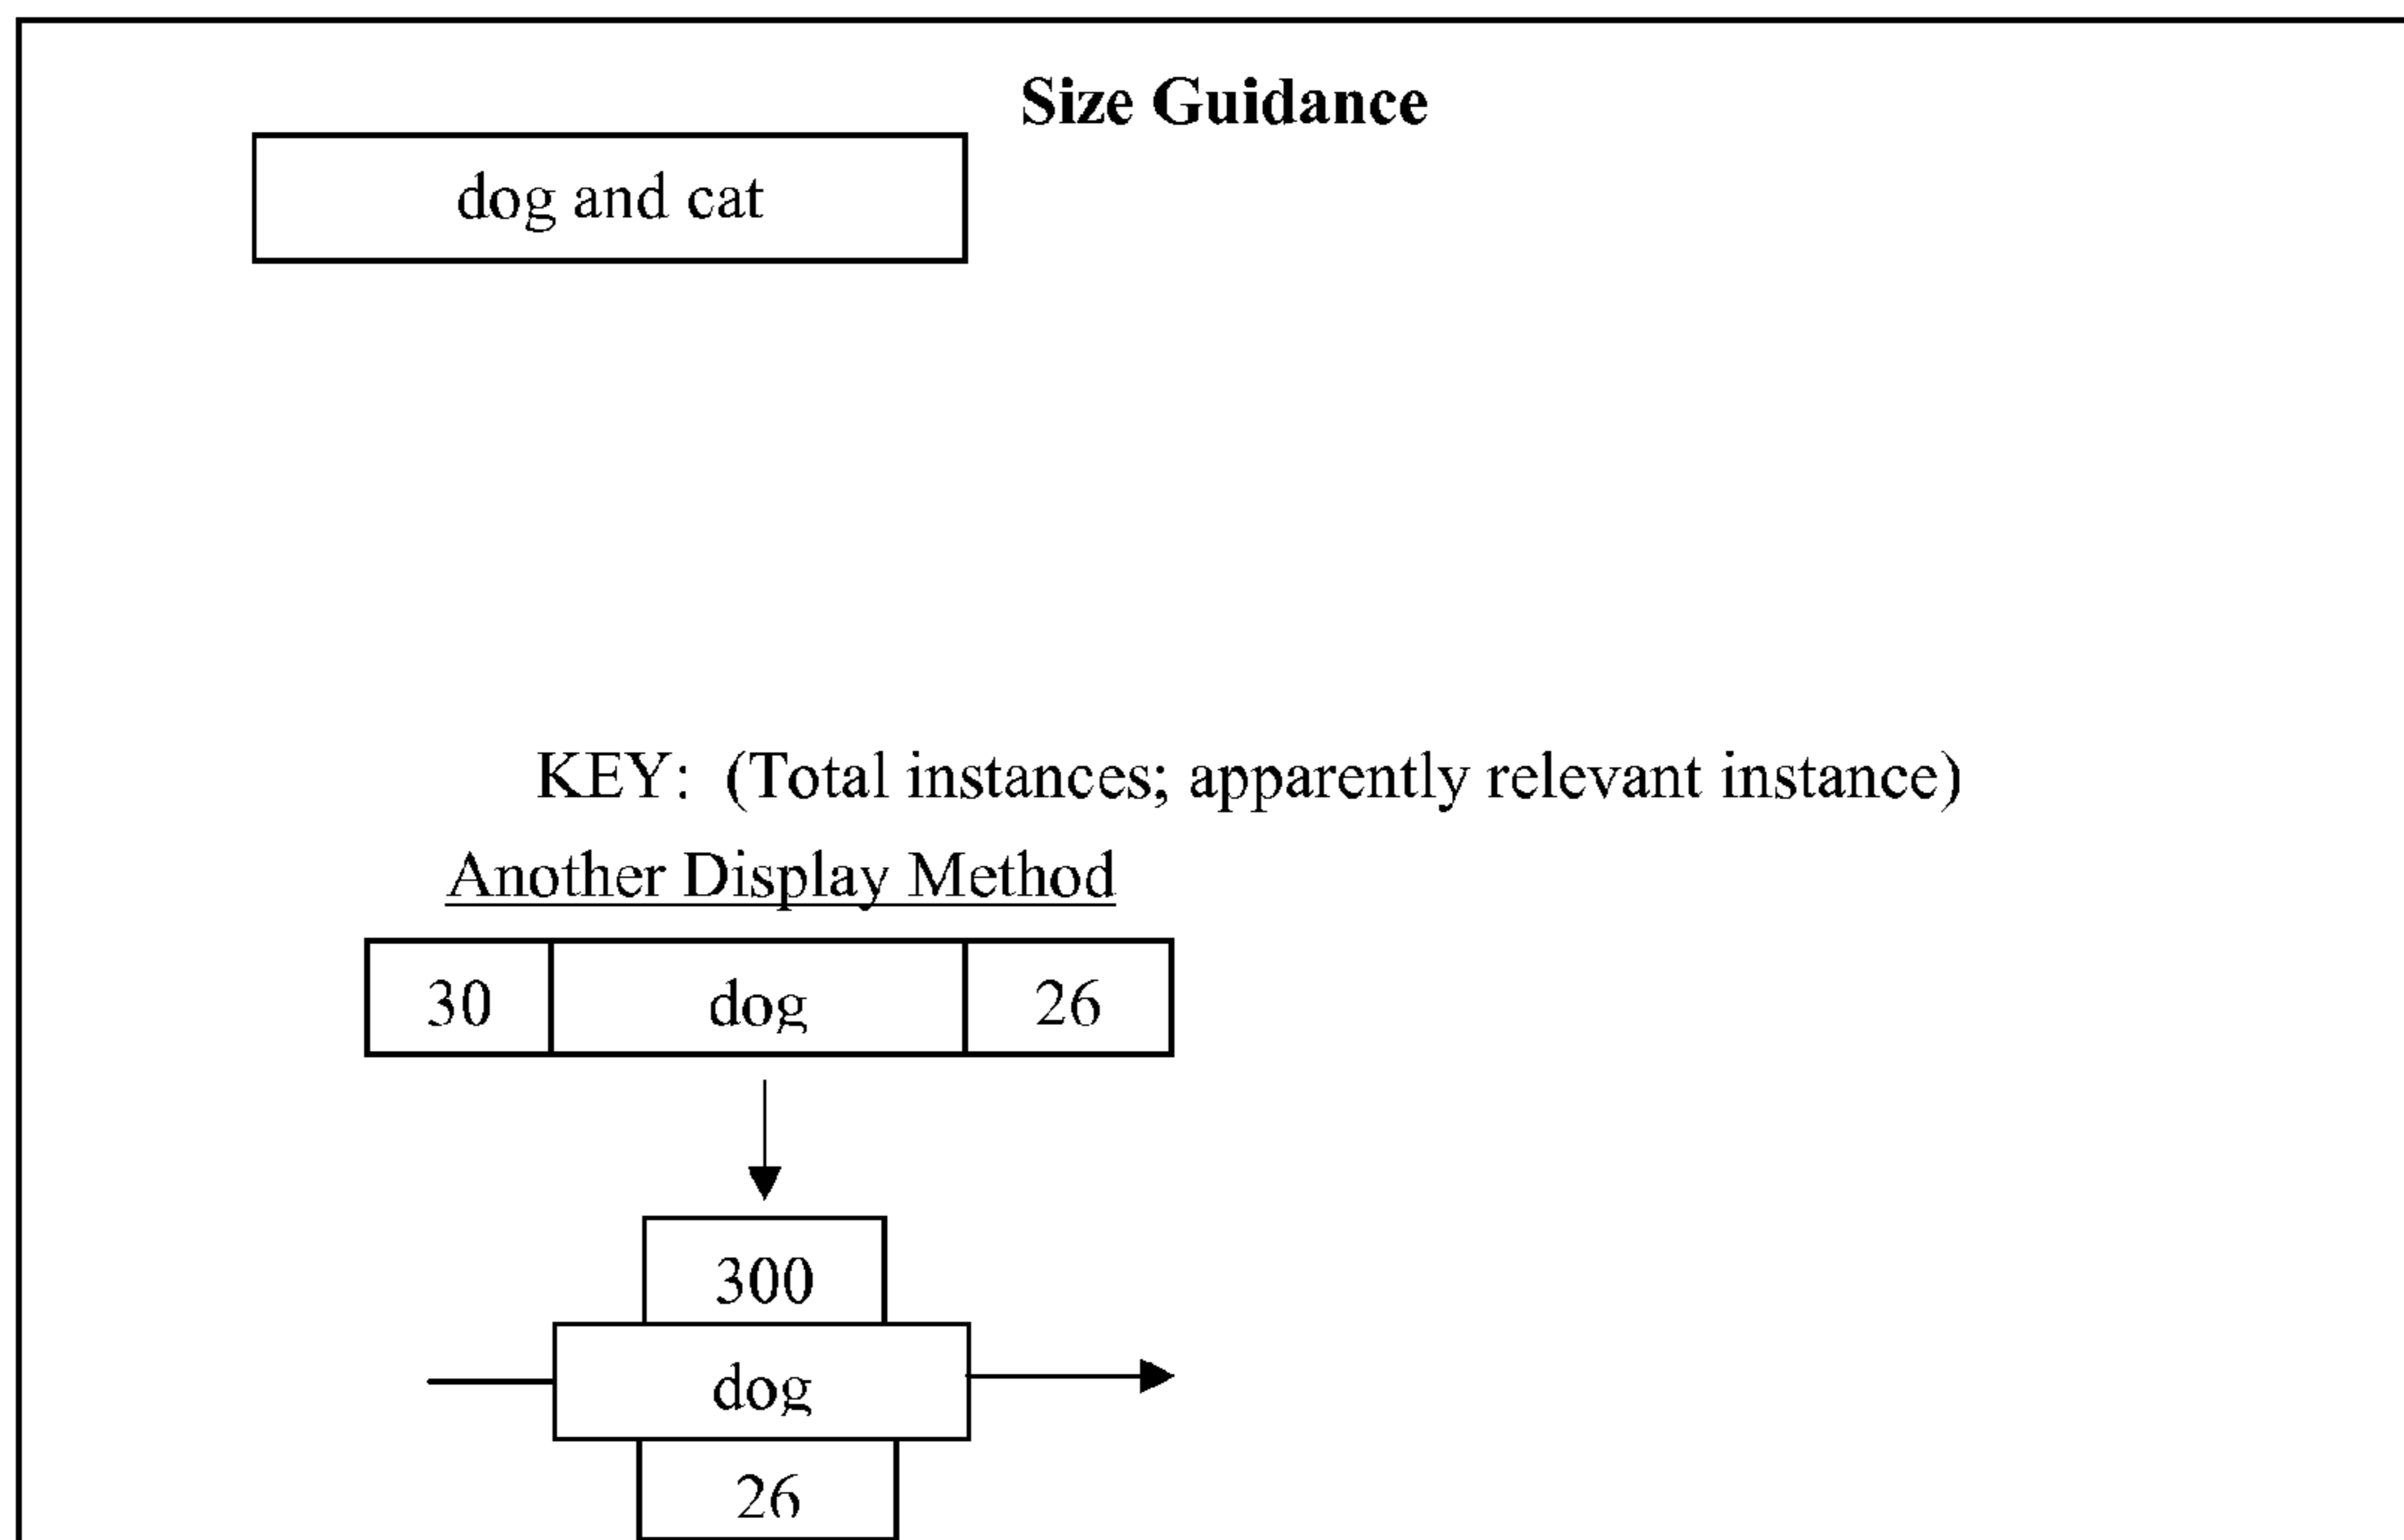 Size Guidance
dog and cat
KEY: (Total instances; apparently relevant instance)
Another Display Method
30 dog 26
300
dog
26